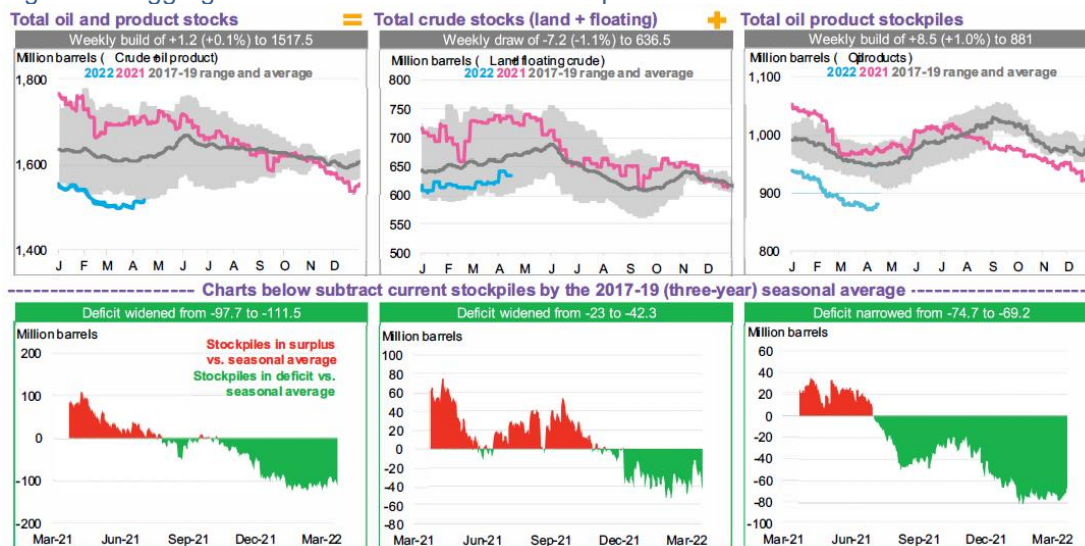 Total oil and product stocks = Total crude stocks (land + floating) + Total oil product stockpiles
Weekly build of +1.2 (+0.1%) to 1517.5
Million barrels ( Crude+oil product)
2022 2021 2017-19 range and average
1,800
1,600
1,400
J F M A M J J A S O N D
Weekly draw of -7.2 (-1.1%) to 636.5
Million barrels ( Land+floating crude)
2022 2021 2017-19 range and average
800
750
700
650
600
550
500
J F M A M J J A S O N D
Weekly build of +8.5 (+1.0%) to 881
Million barrels ( Oil products)
2022 2021 2017-19 range and average
1,100
1,000
900
800
J F M A M J J A S O N D
Charts below subtract current stockpiles by the 2017-19 (three-year) seasonal average
Deficit widened from -97.7 to -111.5
Million barrels
Stockpiles in surplus
vs. seasonal average
Stockpiles in deficit vs.
seasonal average
200
100
0
-100
-200
Mar-21 Jun-21 Sep-21 Dec-21 Mar-22
Deficit widened from -23 to -42.3
Million barrels
100
80
60
40
20
0
-20
-40
-60
-80
Mar-21 Jun-21 Sep-21 Dec-21 Mar-22
Deficit narrowed from -74.7 to -69.2
Million barrels
60
40
20
0
-20
-40
-60
-80
-100
Mar-21 Jun-21 Sep-21 Dec-21 Mar-22